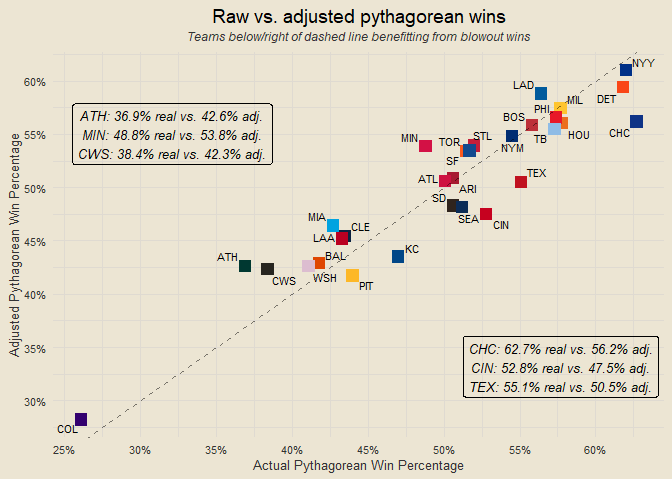 Raw vs. adjusted pythagorean wins
Teams below/right of dashed line benefitting from blowout wins
Adjusted Pythagorean Win Percentage
60%
55%
50%
45%
40%
35%
30%
ATH: 36.9% real vs. 42.6% adj.
MIN: 48.8% real vs. 53.8% adj.
CWS: 38.4% real vs. 42.3% adj.
NYY
LAD
DET
MIL
PHI
BOS
CHC
HOU
TB
NYM
MIN
TOR
STL
SF
TEX
ATL
ARI
SD
SEA
CIN
MIA
CLE
LAA
KC
ATH
BAL
CWS
WSH
PIT
COL
CHC: 62.7% real vs. 56.2% adj.
CIN: 52.8% real vs. 47.5% adj.
TEX: 55.1% real vs. 50.5% adj.
25%
30%
35%
40%
45%
50%
55%
60%
Actual Pythagorean Win Percentage